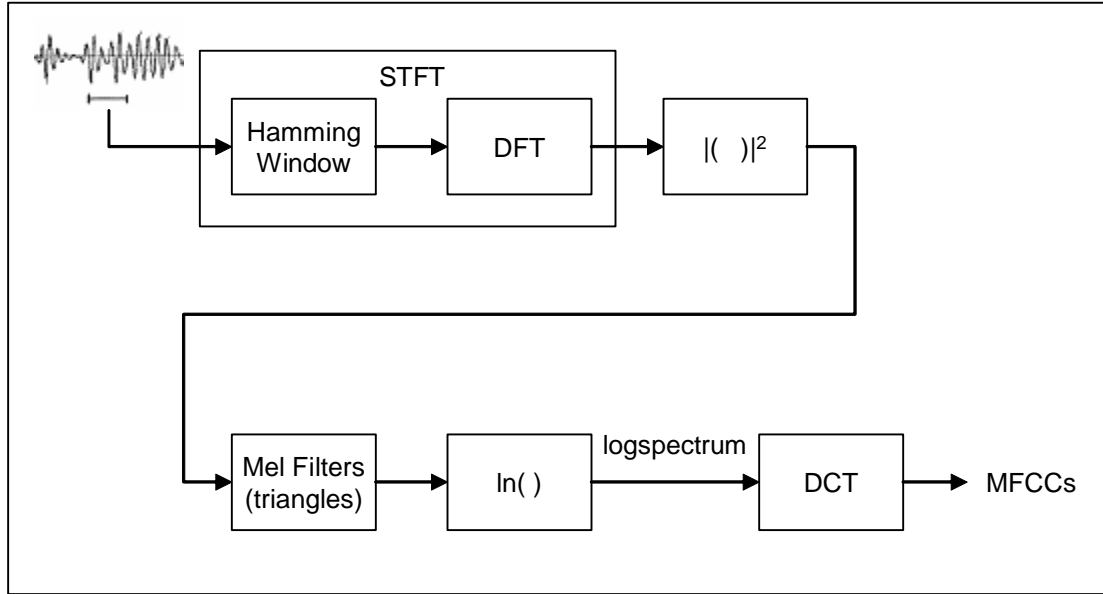 STFT
Hamming
Window
DFT
|( )|²
Mel Filters
(triangles)
ln( )
logspectrum
DCT
MFCCs